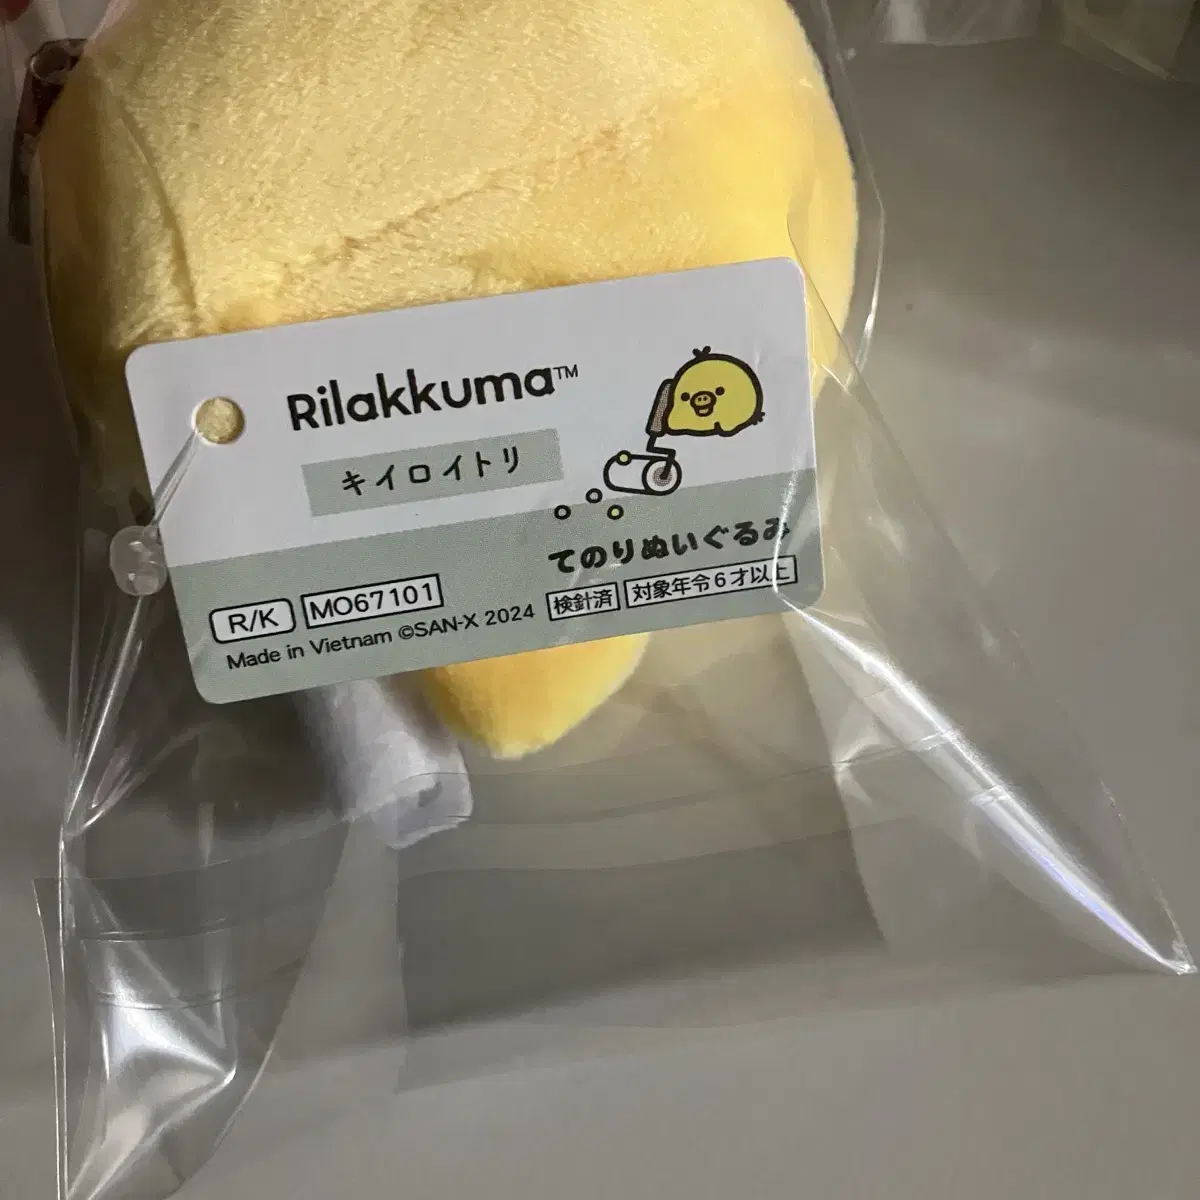 Rilakkuma™
キイロイトリ
てのりぬいぐるみ
R/K MO67101 検針済 対象年令6才以上
Made in Vietnam ©SAN-X 2024